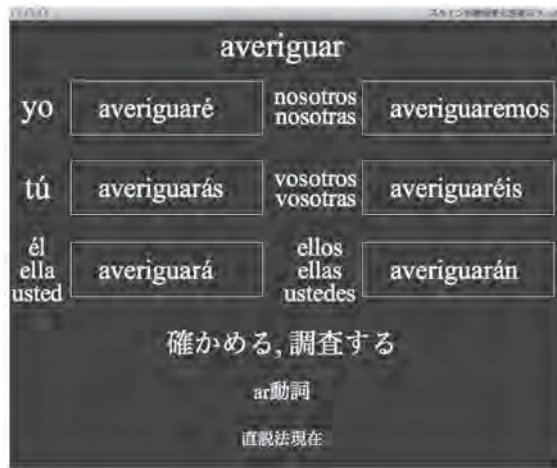 averiguar
yo averiguaré nosotros nosotras averiguaremos
tú averiguarás vosotros vosotras averiguaréis
él ella usted averiguará ellos ellas ustedes averiguarán
確かめる, 調査する
ar動詞
直説法現在